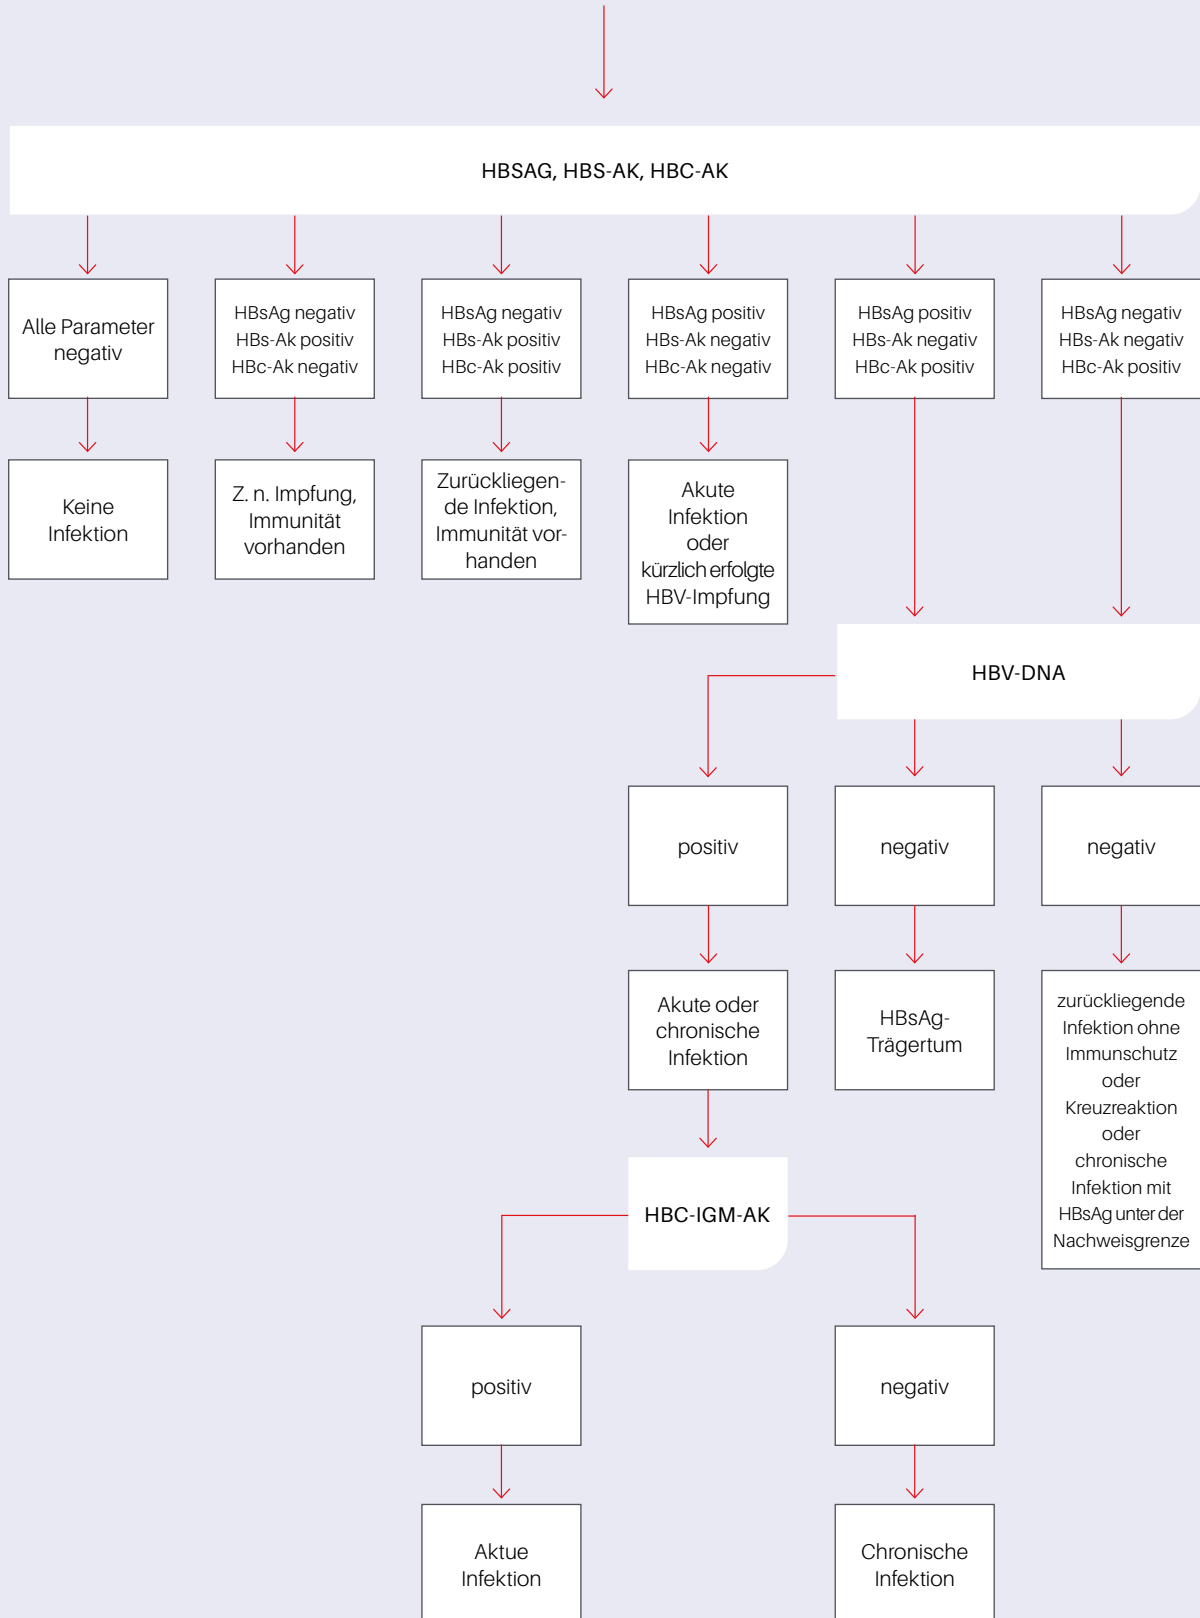 HBSAG, HBS-AK, HBC-AK
Alle Parameter
negativ
HBsAg negativ
HBs-Ak positiv
HBc-Ak negativ
HBsAg negativ
HBs-Ak positiv
HBc-Ak positiv
HBsAg positiv
HBs-Ak negativ
HBc-Ak negativ
HBsAg positiv
HBs-Ak negativ
HBc-Ak positiv
HBsAg negativ
HBs-Ak negativ
HBc-Ak positiv
Keine
Infektion
Z. n. Impfung,
Immunität
vorhanden
Zurückliegen-
de Infektion,
Immunität vor-
handen
Akute
Infektion
oder
kürzlich erfolgte
HBV-Impfung
HBV-DNA
positiv
negativ
negativ
Akute oder
chronische
Infektion
HBsAg-
Trägertum
zurückliegende
Infektion ohne
Immunschutz
oder
Kreuzreaktion
oder
chronische
Infektion mit
HBsAg unter der
Nachweisgrenze
HBC-IGM-AK
positiv
negativ
Aktue
Infektion
Chronische
Infektion